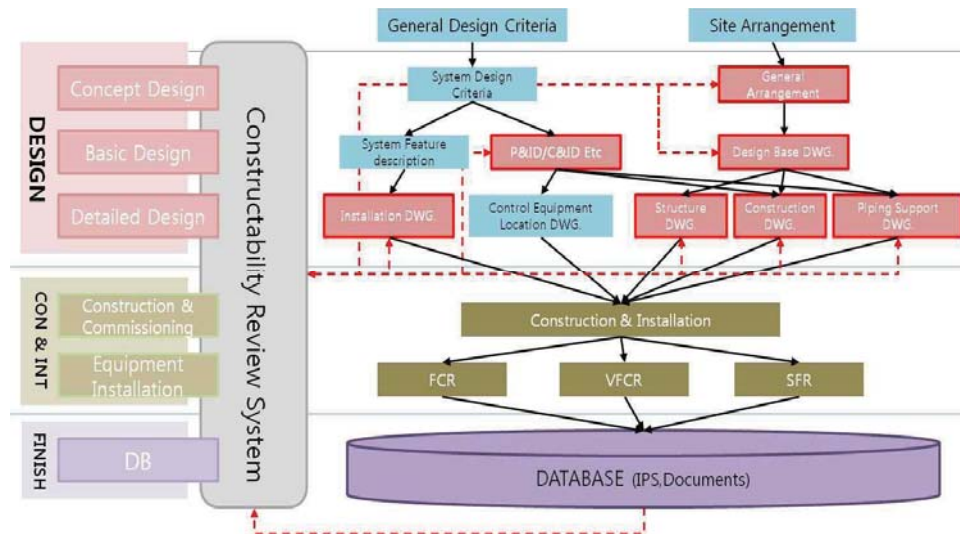 General Design Criteria
Site Arrangement
DESIGN
Concept Design
Basic Design
Detailed Design
Constructability Review System
System Design
Criteria
General
Arrangement
System Feature
description
P&ID/C&ID Etc
Design Base DWG.
Installation DWG.
Control Equipment
Location DWG.
Structure
DWG.
Construction
DWG.
Piping Support
DWG.
CON & INT
Construction &
Commissioning
Equipment
Installation
Construction & Installation
FCR
VFCR
SFR
FINISH
DB
DATABASE (IPS,Documents)